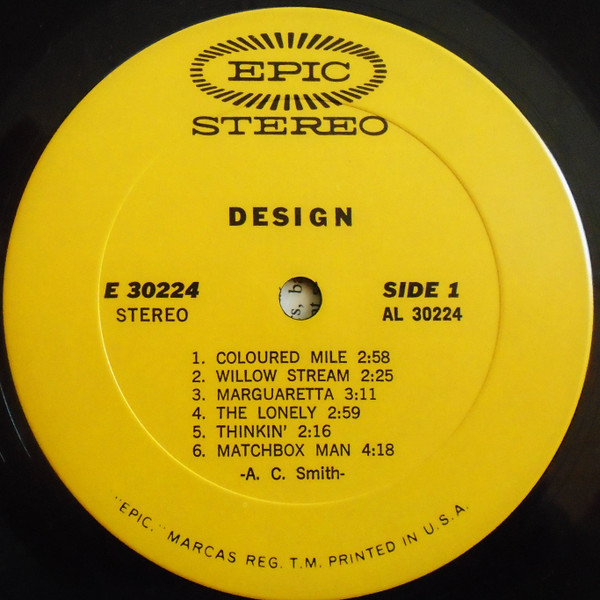 EPIC
STEREO
DESIGN
E 30224
STEREO
SIDE 1
AL 30224
1. COLOURED MILE 2:58
2. WILLOW STREAM 2:25
3. MARGUARETTA 3:11
4. THE LONELY 2:59
5. THINKIN' 2:16
6. MATCHBOX MAN 4:18
-A. C. Smith-
"EPIC," MARCAS REG. T.M. PRINTED IN U.S.A.